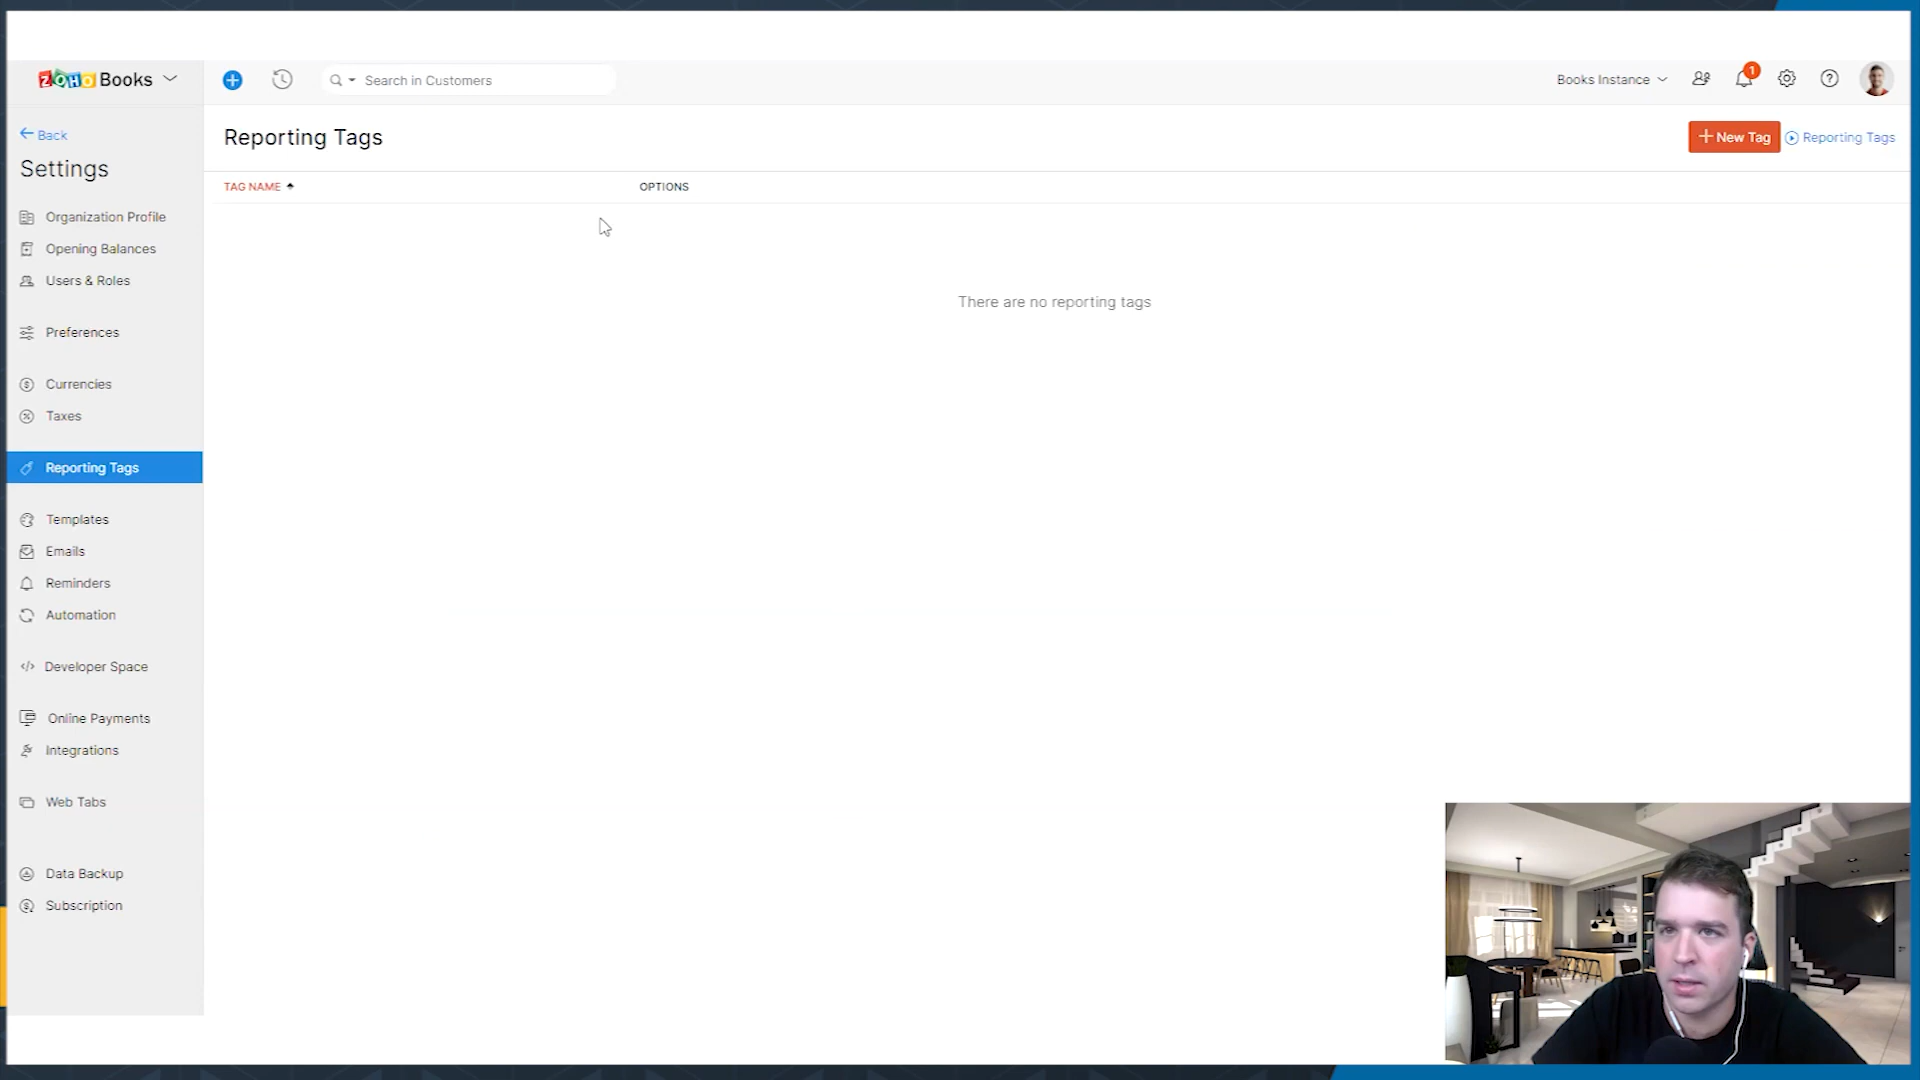 ZOHO Books
Search in Customers
Books Instance
1
Back
Settings
Organization Profile
Opening Balances
Users & Roles
Preferences
Currencies
Taxes
Reporting Tags
Templates
Emails
Reminders
Automation
Developer Space
Online Payments
Integrations
Web Tabs
Data Backup
Subscription
Reporting Tags
New Tag
Reporting Tags
TAG NAME
OPTIONS
There are no reporting tags